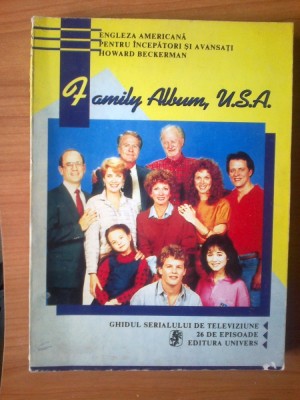 ENGLEZA AMERICANĂ
PENTRU ÎNCEPĂTORI ȘI AVANSAȚI
HOWARD BECKERMAN
Family Album, U.S.A.
GHIDUL SERIALULUI DE TELEVIZIUNE
26 DE EPISOADE
EDITURA UNIVERS